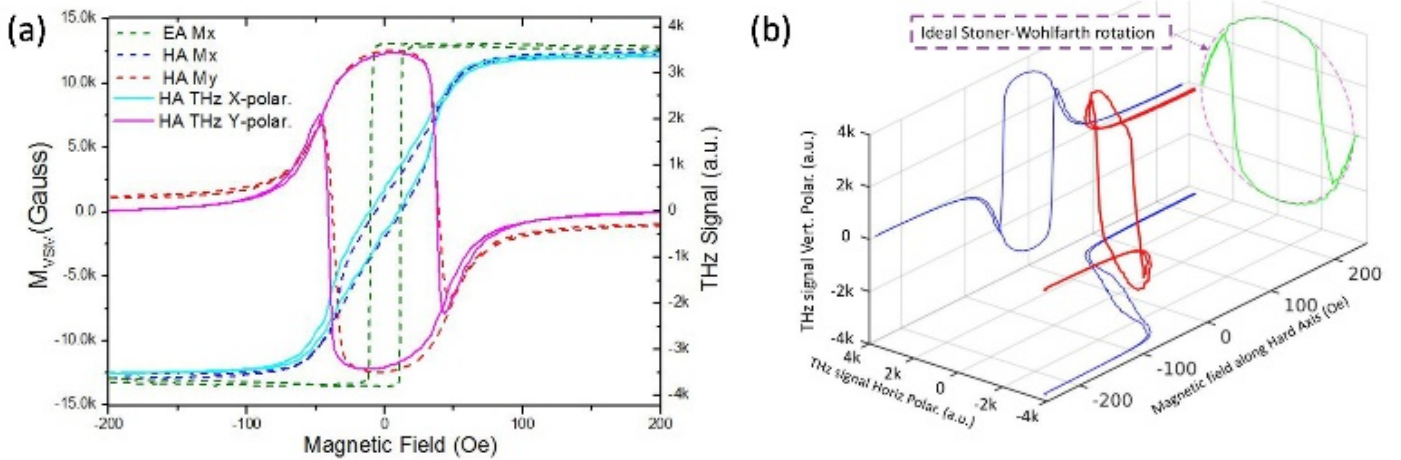 (a)
15.0k
10.0k
5.0k
0.0
-5.0k
-10.0k
-15.0k
M_VSM (Gauss)
EA Mx
HA Mx
HA My
HA THz X-polar.
HA THz Y-polar.
4k
3k
2k
1k
0
-1k
-2k
-3k
-4k
THz Signal (a.u.)
-200
-100
0
100
200
Magnetic Field (Oe)
(b)
Ideal Stoner-Wohlfarth rotation
4k
2k
0
-2k
-4k
THz signal Vert. Polar. (a.u.)
4k
2k
0
-2k
-4k
THz signal Horiz Polar. (a.u.)
-200
-100
0
100
200
Magnetic field along Hard Axis (Oe)